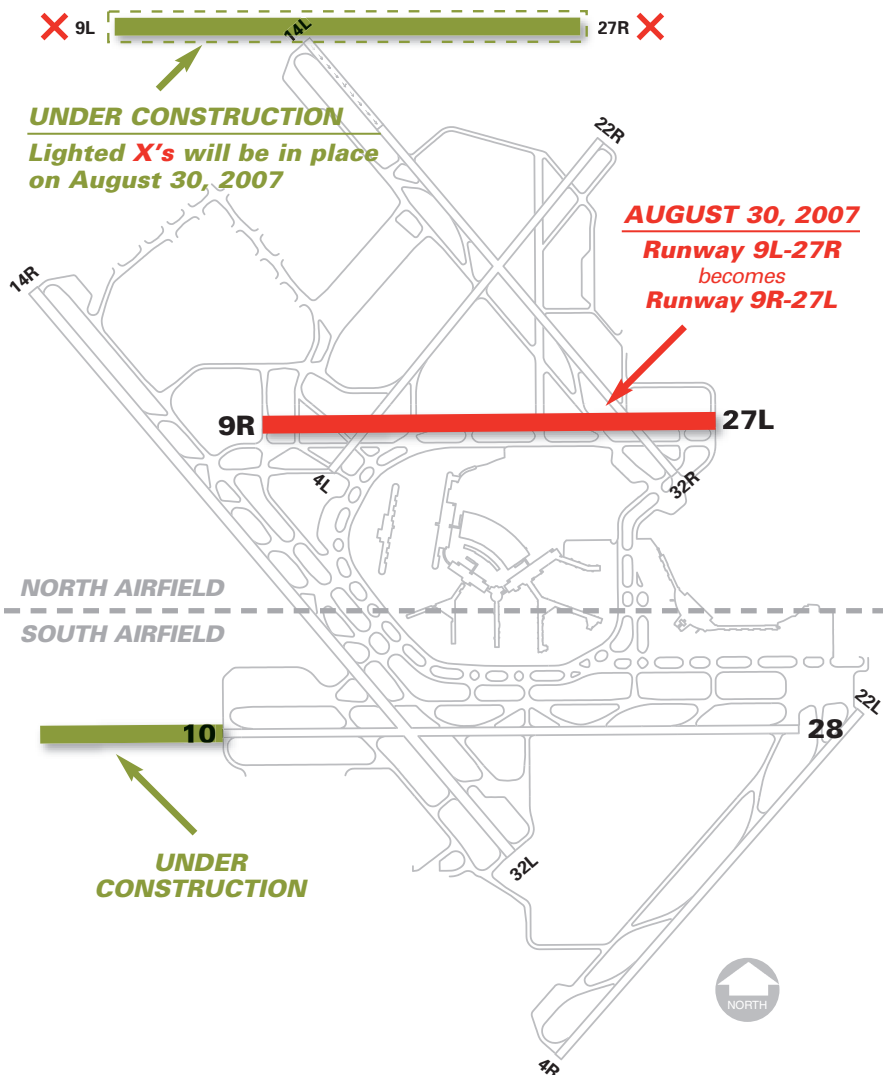 9L
27R
14L
UNDER CONSTRUCTION
Lighted X's will be in place
on August 30, 2007
22R
AUGUST 30, 2007
Runway 9L-27R
becomes
Runway 9R-27L
14R
9R
27L
4L
32R
NORTH AIRFIELD
SOUTH AIRFIELD
22L
10
28
UNDER
CONSTRUCTION
32L
NORTH
4R